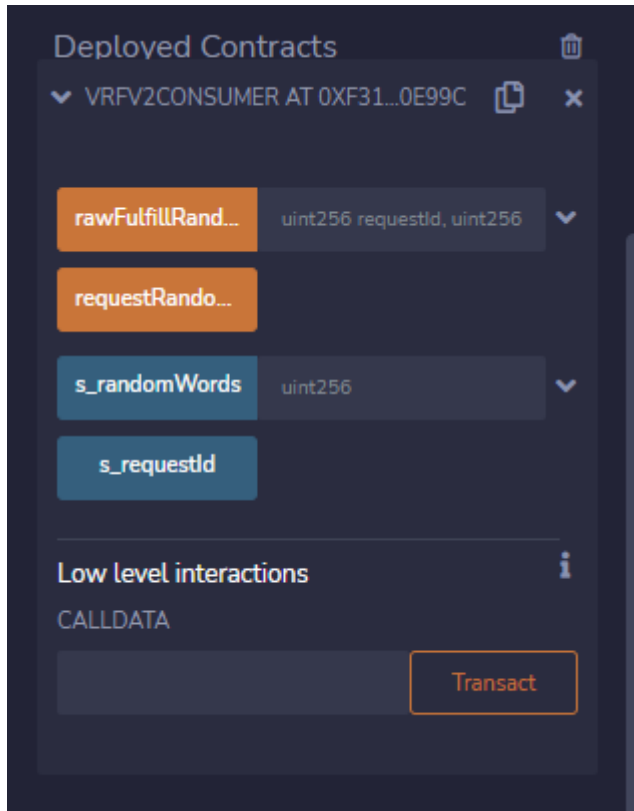 Deployed Contracts
VRFV2CONSUMER AT 0XF31...0E99C
rawFulfillRand... uint256 requestId, uint256
requestRando...
s_randomWords uint256
s_requestId
Low level interactions
CALLDATA
Transact